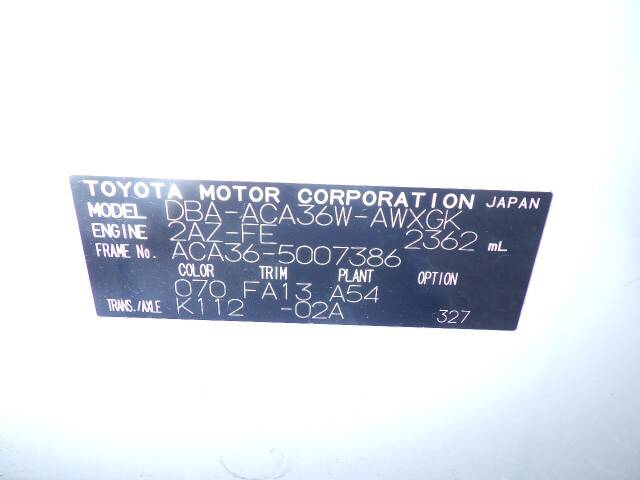 TOYOTA MOTOR CORPORATION JAPAN
MODEL DBA-ACA36W-AWXGK
ENGINE 2AZ-FE 2362 mL
FRAME No. ACA36-5007386
COLOR TRIM PLANT OPTION
070 FA13 A54
TRANS./AXLE K112 -02A 327